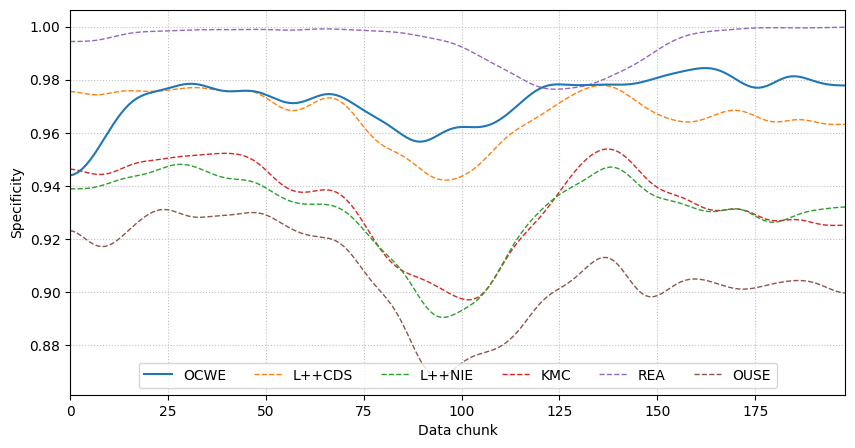 1.00
0.98
0.96
0.94
0.92
0.90
0.88
Specificity
OCWE L++CDS L++NIE KMC REA OUSE
0 25 50 75 100 125 150 175
Data chunk